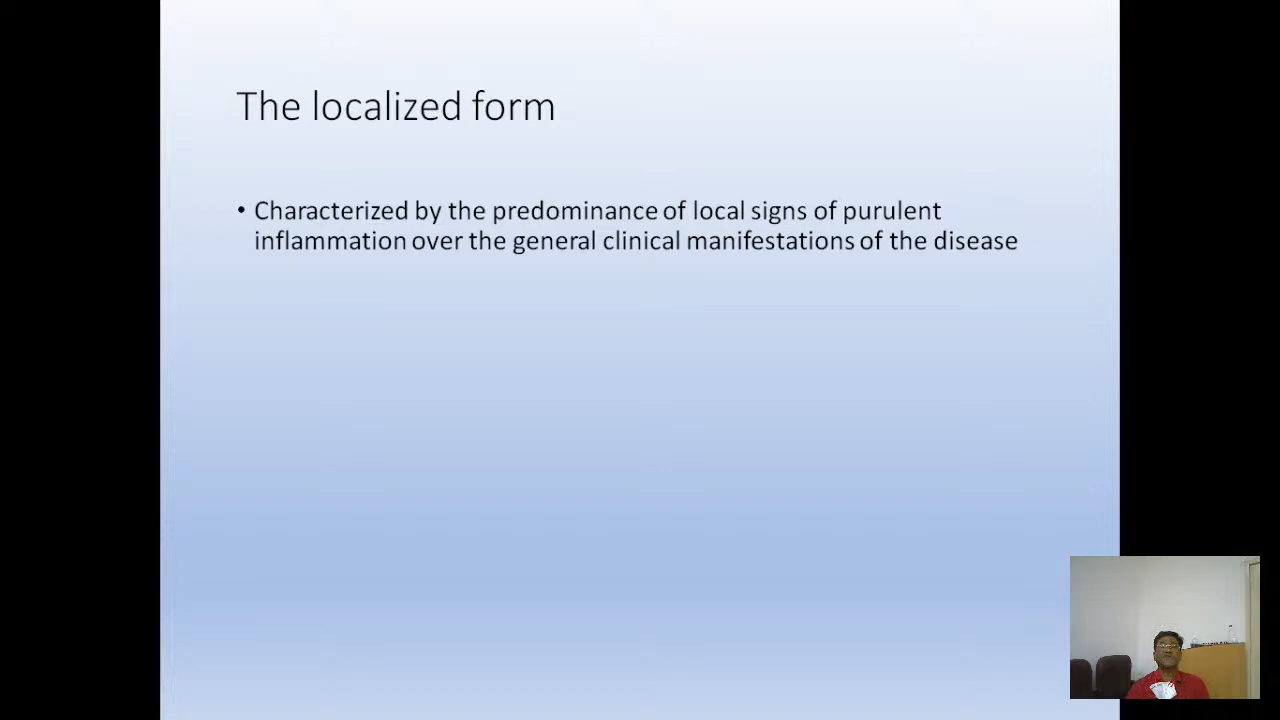 The localized form
• Characterized by the predominance of local signs of purulent
inflammation over the general clinical manifestations of the disease